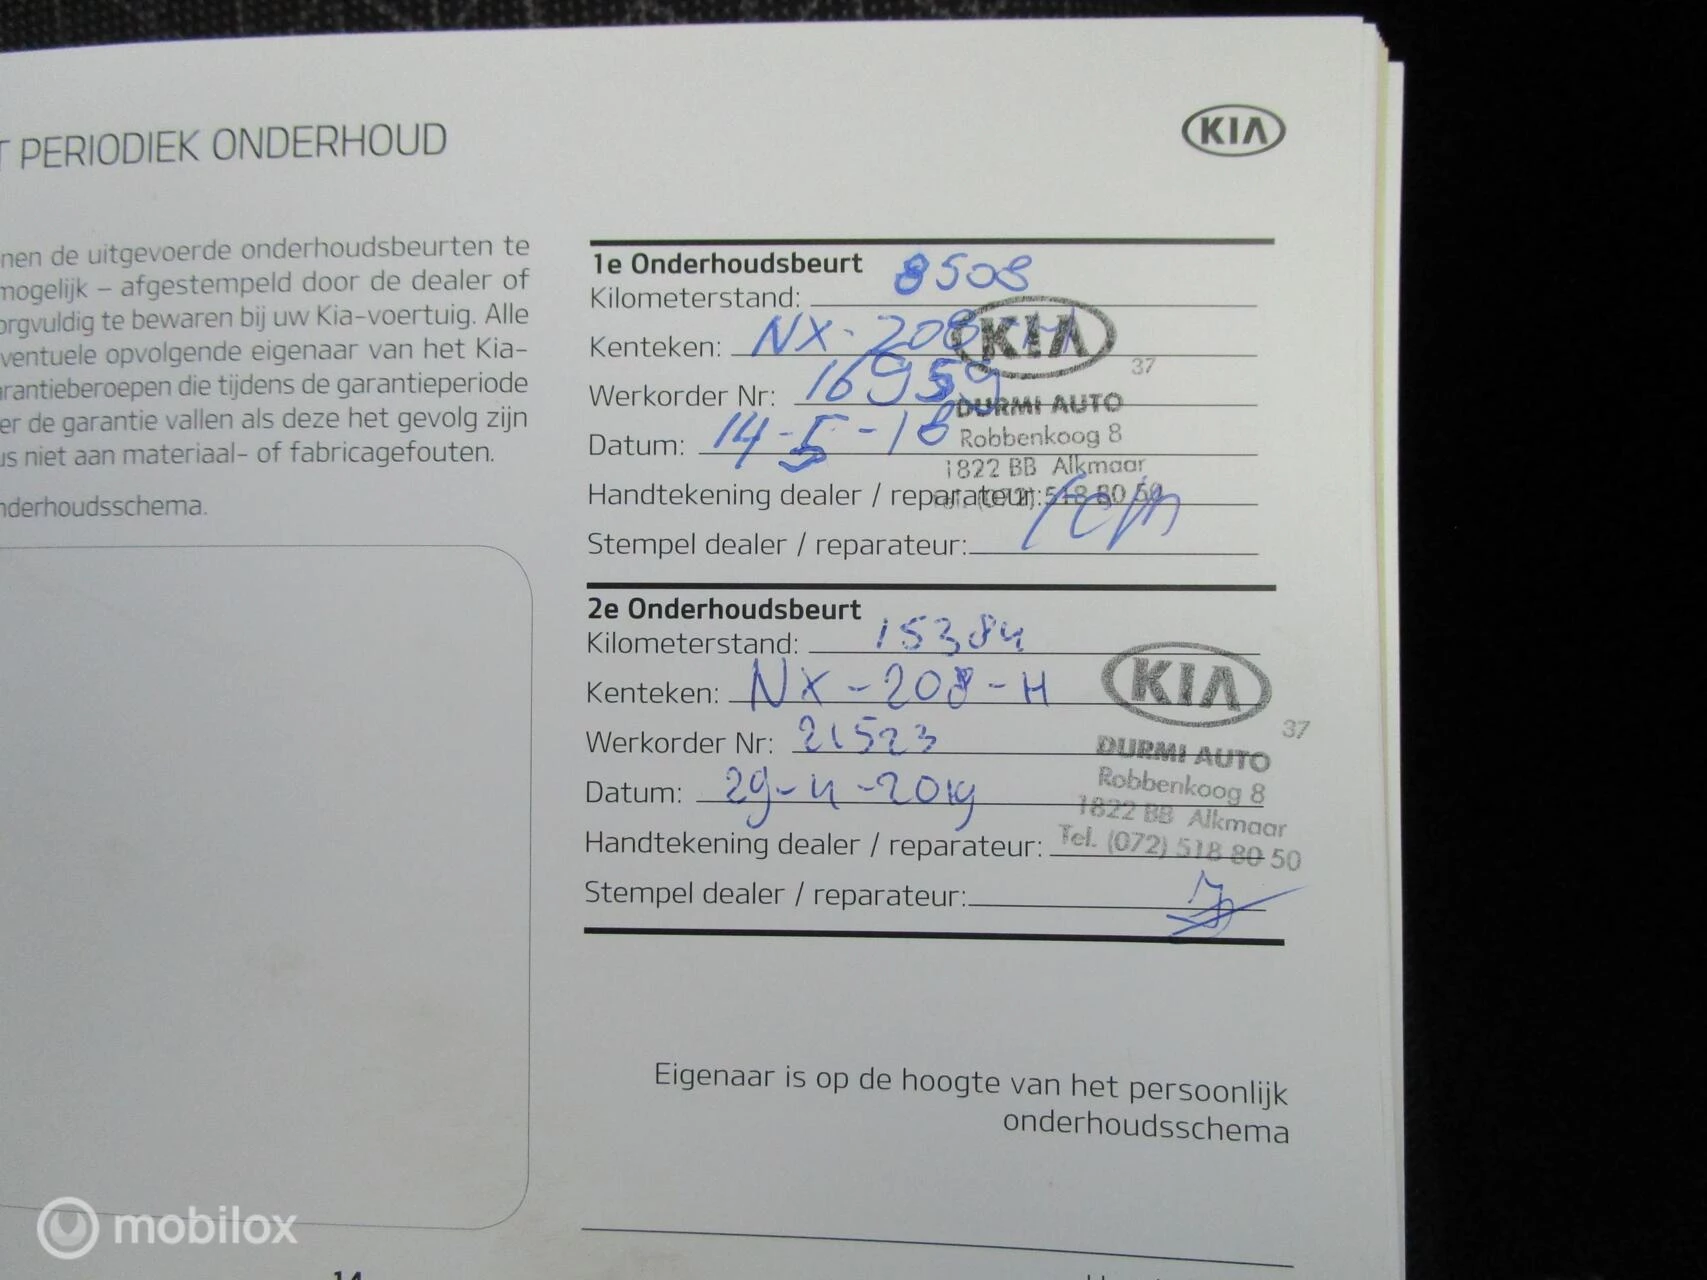 T PERIODIEK ONDERHOUD
KIA
nen de uitgevoerde onderhoudsbeurten te
mogelijk – afgestempeld door de dealer of
orgvuldig te bewaren bij uw Kia-voertuig. Alle
ventuele opvolgende eigenaar van het Kia-
arantieberoepen die tijdens de garantieperiode
er de garantie vallen als deze het gevolg zijn
us niet aan materiaal- of fabricagefouten.
nderhoudsschema.
1e Onderhoudsbeurt
Kilometerstand: 8508
Kenteken: NX-208-H
Werkorder Nr: 16959
Datum: 14-5-18
Handtekening dealer / reparateur:
Stempel dealer / reparateur:
KIA
37
DURMI AUTO
Robbenkoog 8
1822 BB Alkmaar
Tel. (072) 518 80 50
2e Onderhoudsbeurt
Kilometerstand: 15384
Kenteken: NX-208-H
Werkorder Nr: 21523
Datum: 29-4-2019
Handtekening dealer / reparateur:
Stempel dealer / reparateur:
KIA
37
DURMI AUTO
Robbenkoog 8
1822 BB Alkmaar
Tel. (072) 518 80 50
Eigenaar is op de hoogte van het persoonlijk
onderhoudsschema
14
mobilox